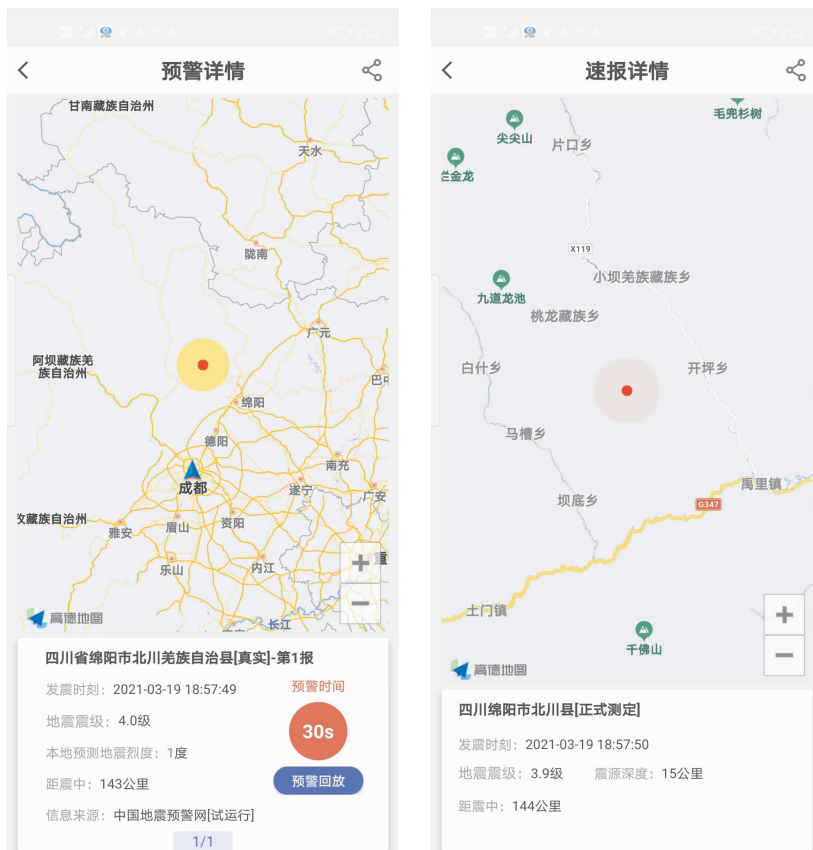 预警详情
甘南藏族自治州
天水
陇南
广元
阿坝藏族羌
族自治州
巴中
绵阳
德阳
成都
南充
遂宁
广安
资阳
雅安
眉山
内江
乐山
长江
高德地图
四川省绵阳市北川羌族自治县[真实]-第1报
发震时刻：2021-03-19 18:57:49
预警时间
地震震级：4.0级
30s
本地预测地震烈度：1度
距震中：143公里
预警回放
信息来源：中国地震预警网[试运行]
1/1
速报详情
毛兜杉树
尖尖山
片口乡
拦金龙
X119
小坝羌族藏族乡
九道龙池
桃龙藏族乡
白什乡
开坪乡
马槽乡
禹里镇
坝底乡
G347
土门镇
千佛山
高德地图
四川绵阳市北川县[正式测定]
发震时刻：2021-03-19 18:57:50
地震震级：3.9级 震源深度：15公里
距震中：144公里